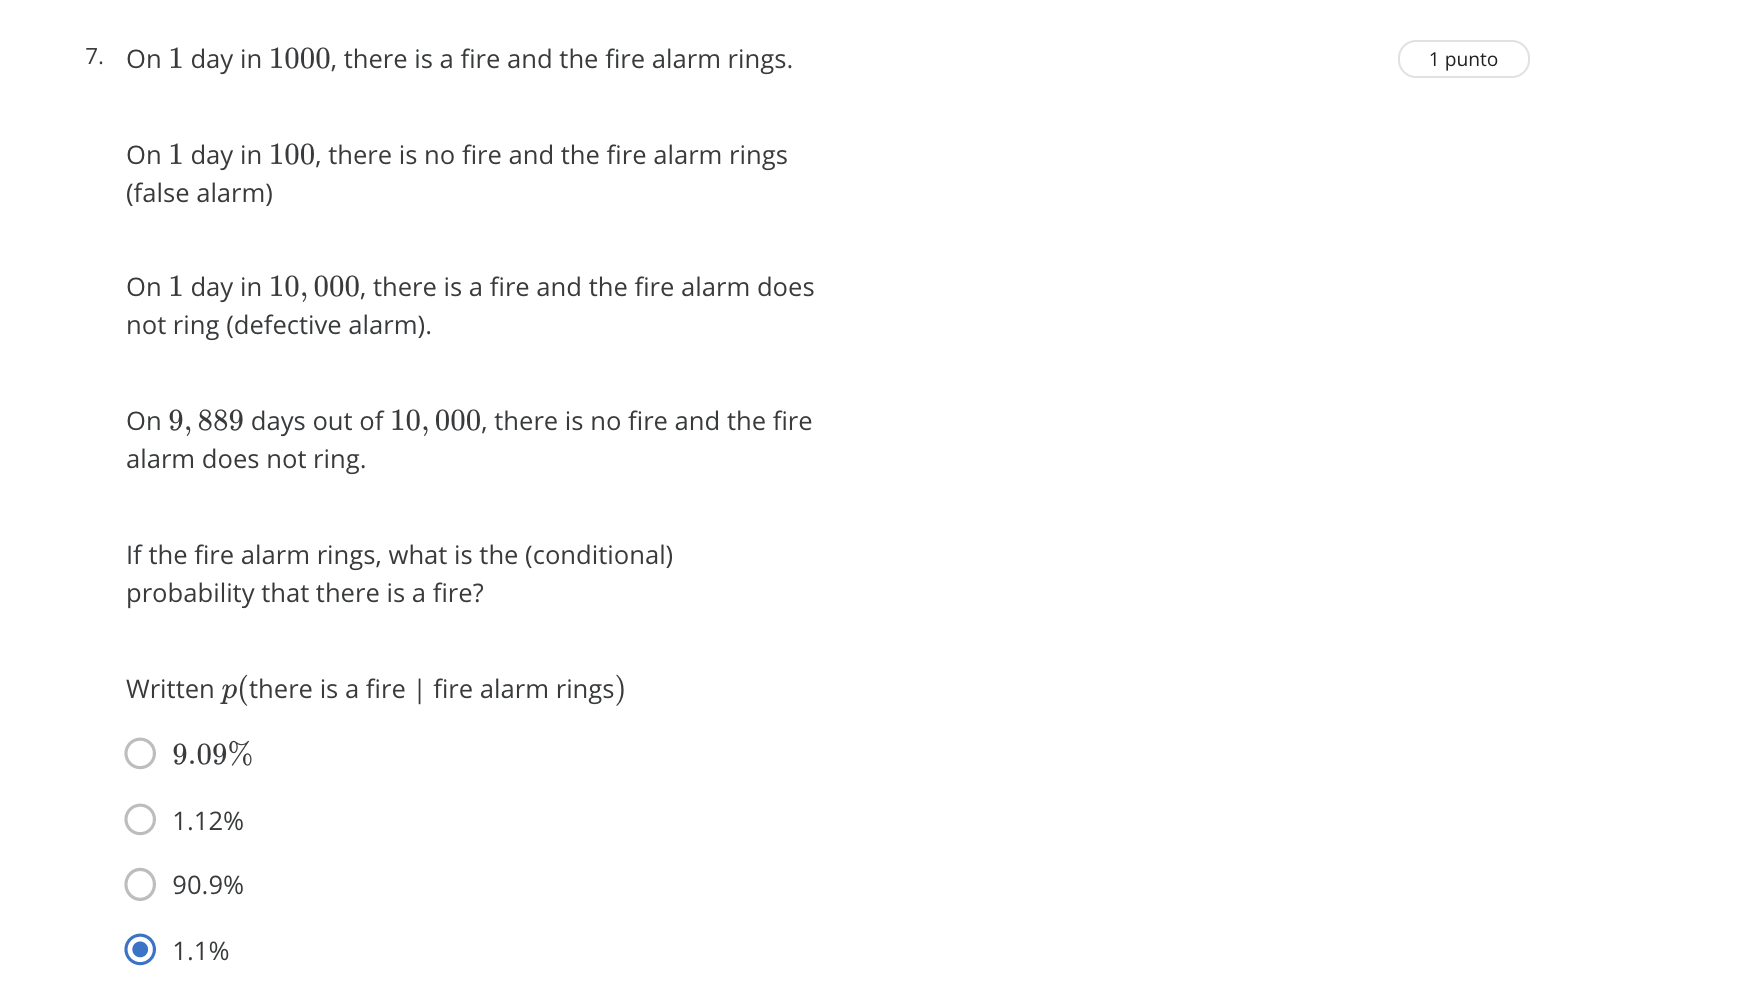 7. On 1 day in 1000, there is a fire and the fire alarm rings.
1 punto
On 1 day in 100, there is no fire and the fire alarm rings
(false alarm)
On 1 day in 10, 000, there is a fire and the fire alarm does
not ring (defective alarm).
On 9, 889 days out of 10, 000, there is no fire and the fire
alarm does not ring.
If the fire alarm rings, what is the (conditional)
probability that there is a fire?
Written p(there is a fire | fire alarm rings)
9.09%
1.12%
90.9%
1.1%